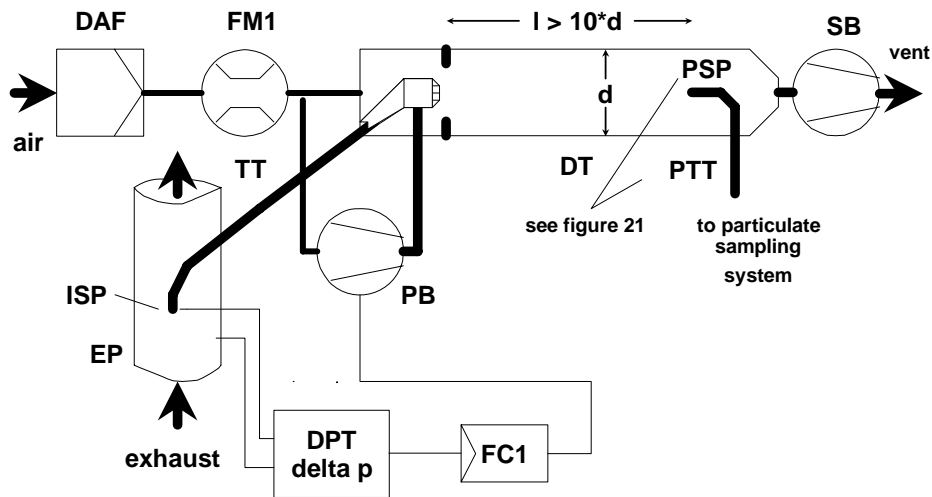 DAF
FM1
l > 10*d
SB
vent
PSP
d
air
TT
DT
PTT
see figure 21
to particulate
sampling
system
ISP
PB
EP
DPT
delta p
FC1
exhaust